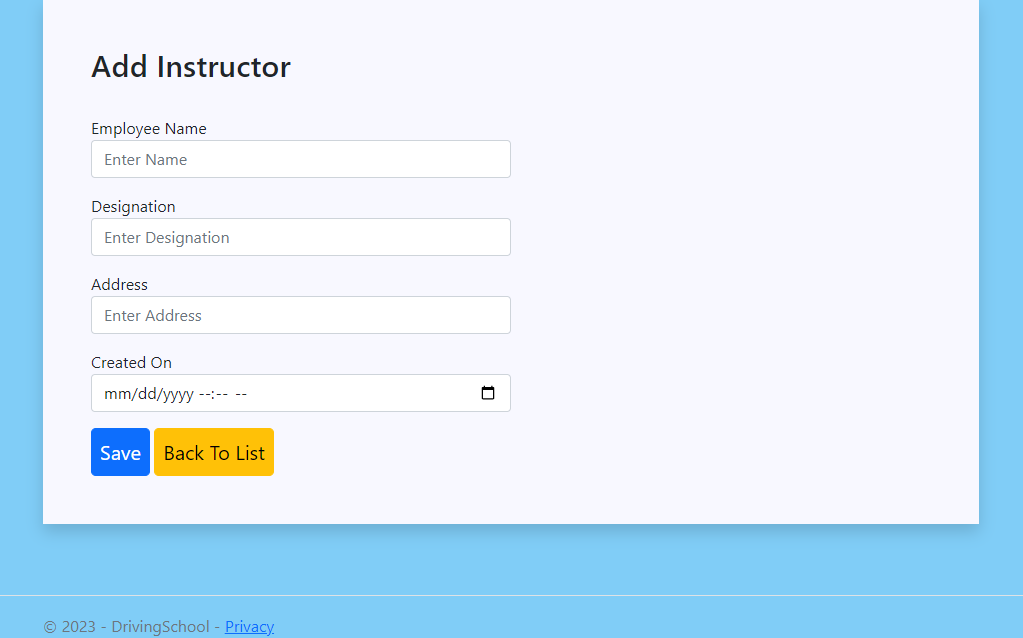 Add Instructor
Employee Name
Enter Name
Designation
Enter Designation
Address
Enter Address
Created On
mm/dd/yyyy --:-- --
Save Back To List
© 2023 - DrivingSchool - Privacy